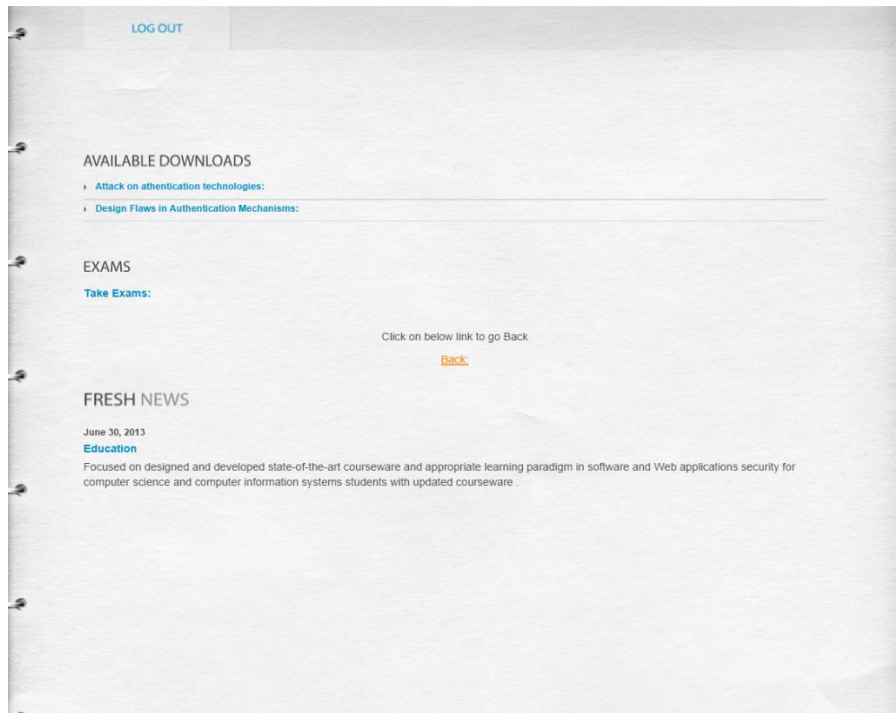 LOG OUT
AVAILABLE DOWNLOADS
Attack on athentication technologies:
Design Flaws in Authentication Mechanisms:
EXAMS
Take Exams:
Click on below link to go Back
Back:
FRESH NEWS
June 30, 2013
Education
Focused on designed and developed state-of-the-art courseware and appropriate learning paradigm in software and Web applications security for
computer science and computer information systems students with updated courseware .